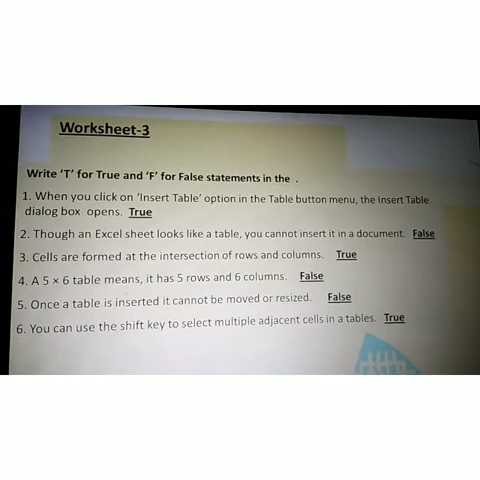 Worksheet-3
Write ‘T’ for True and ‘F’ for False statements in the .
1. When you click on ‘Insert Table’ option in the Table button menu, the Insert Table
dialog box opens. True
2. Though an Excel sheet looks like a table, you cannot insert it in a document. False
3. Cells are formed at the intersection of rows and columns. True
4. A 5 × 6 table means, it has 5 rows and 6 columns. False
5. Once a table is inserted it cannot be moved or resized. False
6. You can use the shift key to select multiple adjacent cells in a tables. True